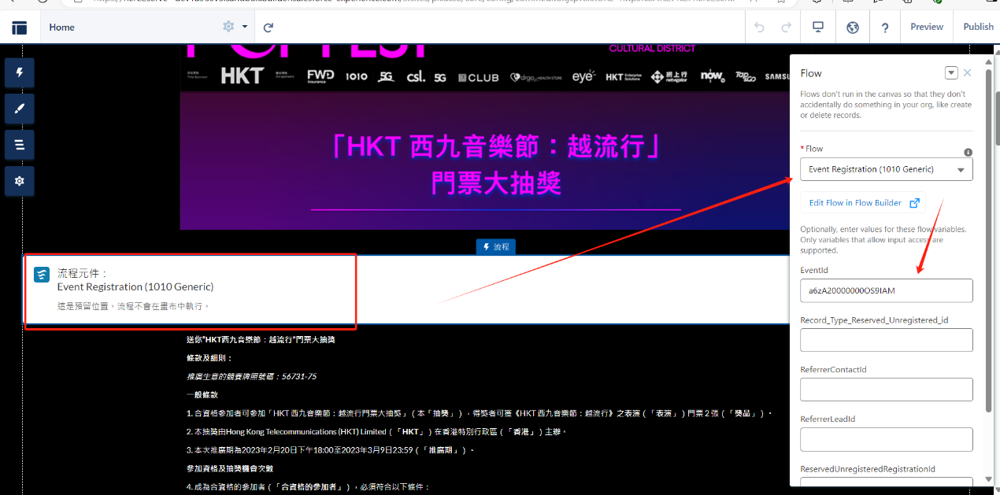 Home
Preview
Publish
?
CULTURAL DISTRICT
HKT
FWD
insurance
1O1O
5G
csl.
5G
CLUB
HEALTH STORE
eye
HKT Enterprise Solutions
網上行
netvigator
now
Tap&Go
SAMSU
「HKT 西九音樂節：越流行」
門票大抽獎
流程
流程元件：
Event Registration (1010 Generic)
這是預留位置。流程不會在畫布中執行。
送你“HKT西九音樂節：越流行”門票大抽獎
條款及細則：
推廣生意的競賽牌照號碼：56731-75
一般條款
1. 合資格參加者可參加「HKT 西九音樂節：越流行門票大抽獎」（本「抽獎」），得獎者可獲《HKT 西九音樂節：越流行》之表演（「表演」）門票２張（「獎品」）。
2. 本抽獎由Hong Kong Telecommunications (HKT) Limited（「HKT」）在香港特別行政區（「香港」）主辦。
3. 本次推廣期為2023年2月20日下午18:00至2023年3月9日23:59（「推廣期」）。
參加資格及抽獎機會次數
4. 成為合資格的參加者（「合資格的參加者」），必須符合以下條件：
Flow
Flows don't run in the canvas so that they don't
accidentally do something in your org, like create
or delete records.
* Flow
Event Registration (1010 Generic)
Edit Flow in Flow Builder
Optionally, enter values for these flow variables.
Only variables that allow input access are
supported.
EventId
a6zA20000000OS9IAM
Record_Type_Reserved_Unregistered_id
ReferrerContactId
ReferrerLeadId
ReservedUnregisteredRegistrationId